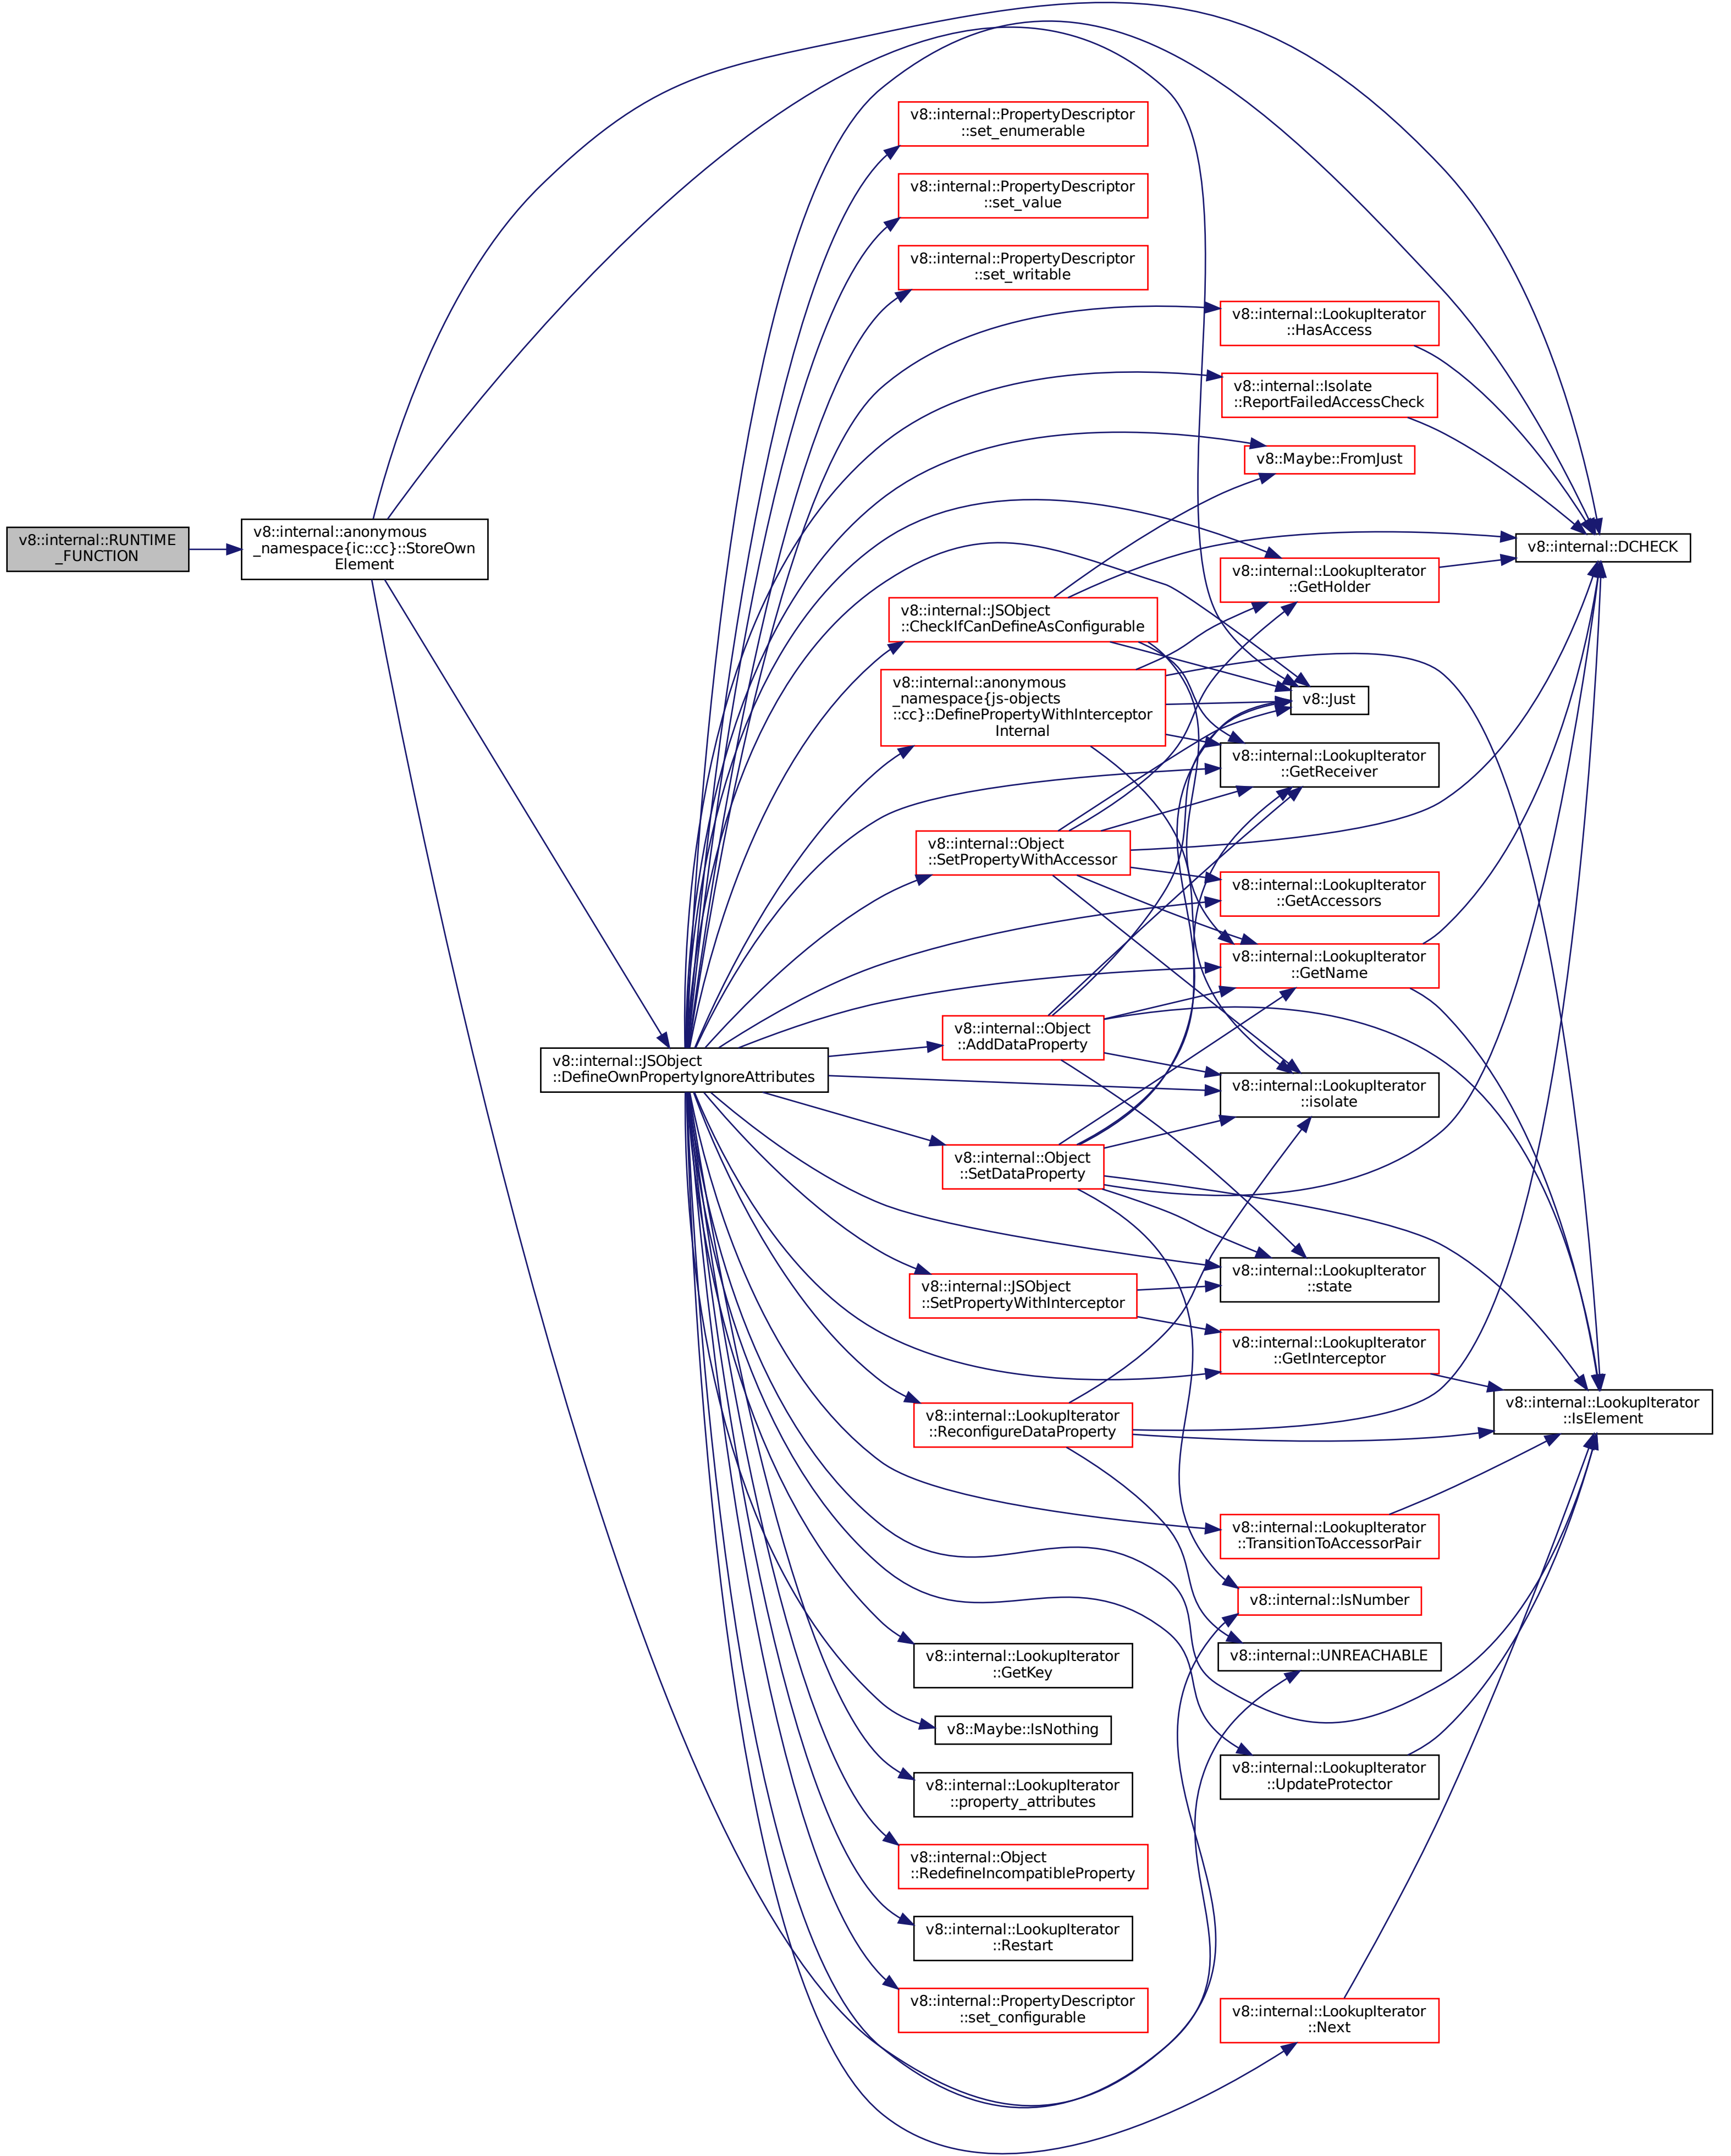 v8::internal::RUNTIME
_FUNCTION
v8::internal::anonymous
_namespace{ic::cc}::StoreOwn
Element
v8::internal::JSObject
::DefineOwnPropertyIgnoreAttributes
v8::internal::PropertyDescriptor
::set_enumerable
v8::internal::PropertyDescriptor
::set_value
v8::internal::PropertyDescriptor
::set_writable
v8::internal::JSObject
::CheckIfCanDefineAsConfigurable
v8::internal::anonymous
_namespace{js-objects
::cc}::DefinePropertyWithInterceptor
Internal
v8::internal::Object
::SetPropertyWithAccessor
v8::internal::Object
::AddDataProperty
v8::internal::Object
::SetDataProperty
v8::internal::JSObject
::SetPropertyWithInterceptor
v8::internal::LookupIterator
::ReconfigureDataProperty
v8::internal::LookupIterator
::GetKey
v8::Maybe::IsNothing
v8::internal::LookupIterator
::property_attributes
v8::internal::Object
::RedefineIncompatibleProperty
v8::internal::LookupIterator
::Restart
v8::internal::PropertyDescriptor
::set_configurable
v8::internal::LookupIterator
::HasAccess
v8::internal::Isolate
::ReportFailedAccessCheck
v8::Maybe::FromJust
v8::internal::LookupIterator
::GetHolder
v8::Just
v8::internal::LookupIterator
::GetReceiver
v8::internal::LookupIterator
::GetAccessors
v8::internal::LookupIterator
::GetName
v8::internal::LookupIterator
::isolate
v8::internal::LookupIterator
::state
v8::internal::LookupIterator
::GetInterceptor
v8::internal::LookupIterator
::TransitionToAccessorPair
v8::internal::IsNumber
v8::internal::UNREACHABLE
v8::internal::LookupIterator
::UpdateProtector
v8::internal::LookupIterator
::Next
v8::internal::DCHECK
v8::internal::LookupIterator
::IsElement